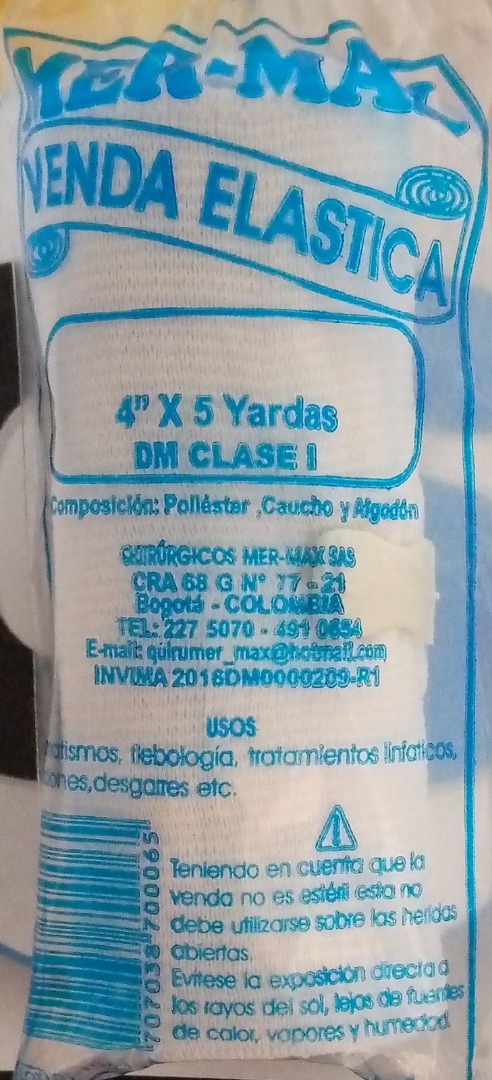 MER-MAX
VENDA ELASTICA
4" X 5 Yardas
DM CLASE I
Composición: Poliéster ,Caucho y Algodón
QUIRÚRGICOS MER-MAX SAS
CRA 68 G N° 77 - 21
Bogotá - COLOMBIA
TEL: 227 5070 - 491 0654
E-mail: quirumer_max@hotmail.com
INVIMA 2016DM0000209-R1
USOS
flebología, tratamientos linfaticos,
desgarres etc.
Teniendo en cuenta que la
venda no es estéril esta no
debe utilizarse sobre las heridas
abiertas.
Evítese la exposición directa a
los rayos del sol, lejos de fuentes
de calor, vapores y humedad.
7707038700065